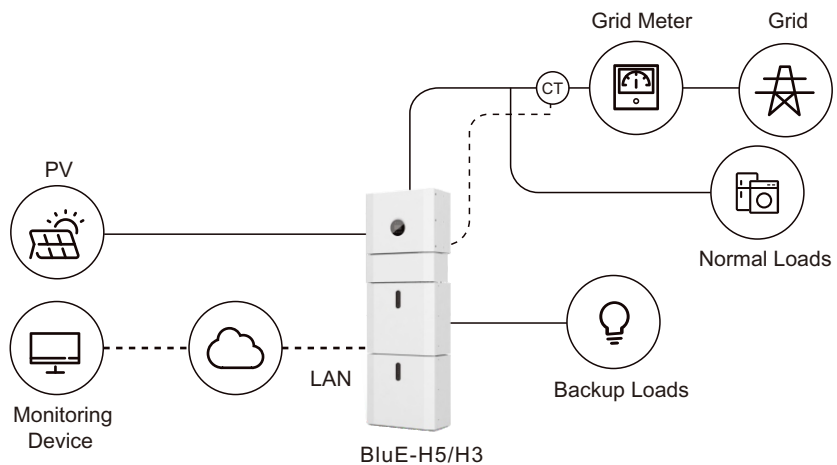 Grid Meter
Grid
CT
PV
Normal Loads
LAN
Backup Loads
Monitoring
Device
BluE-H5/H3